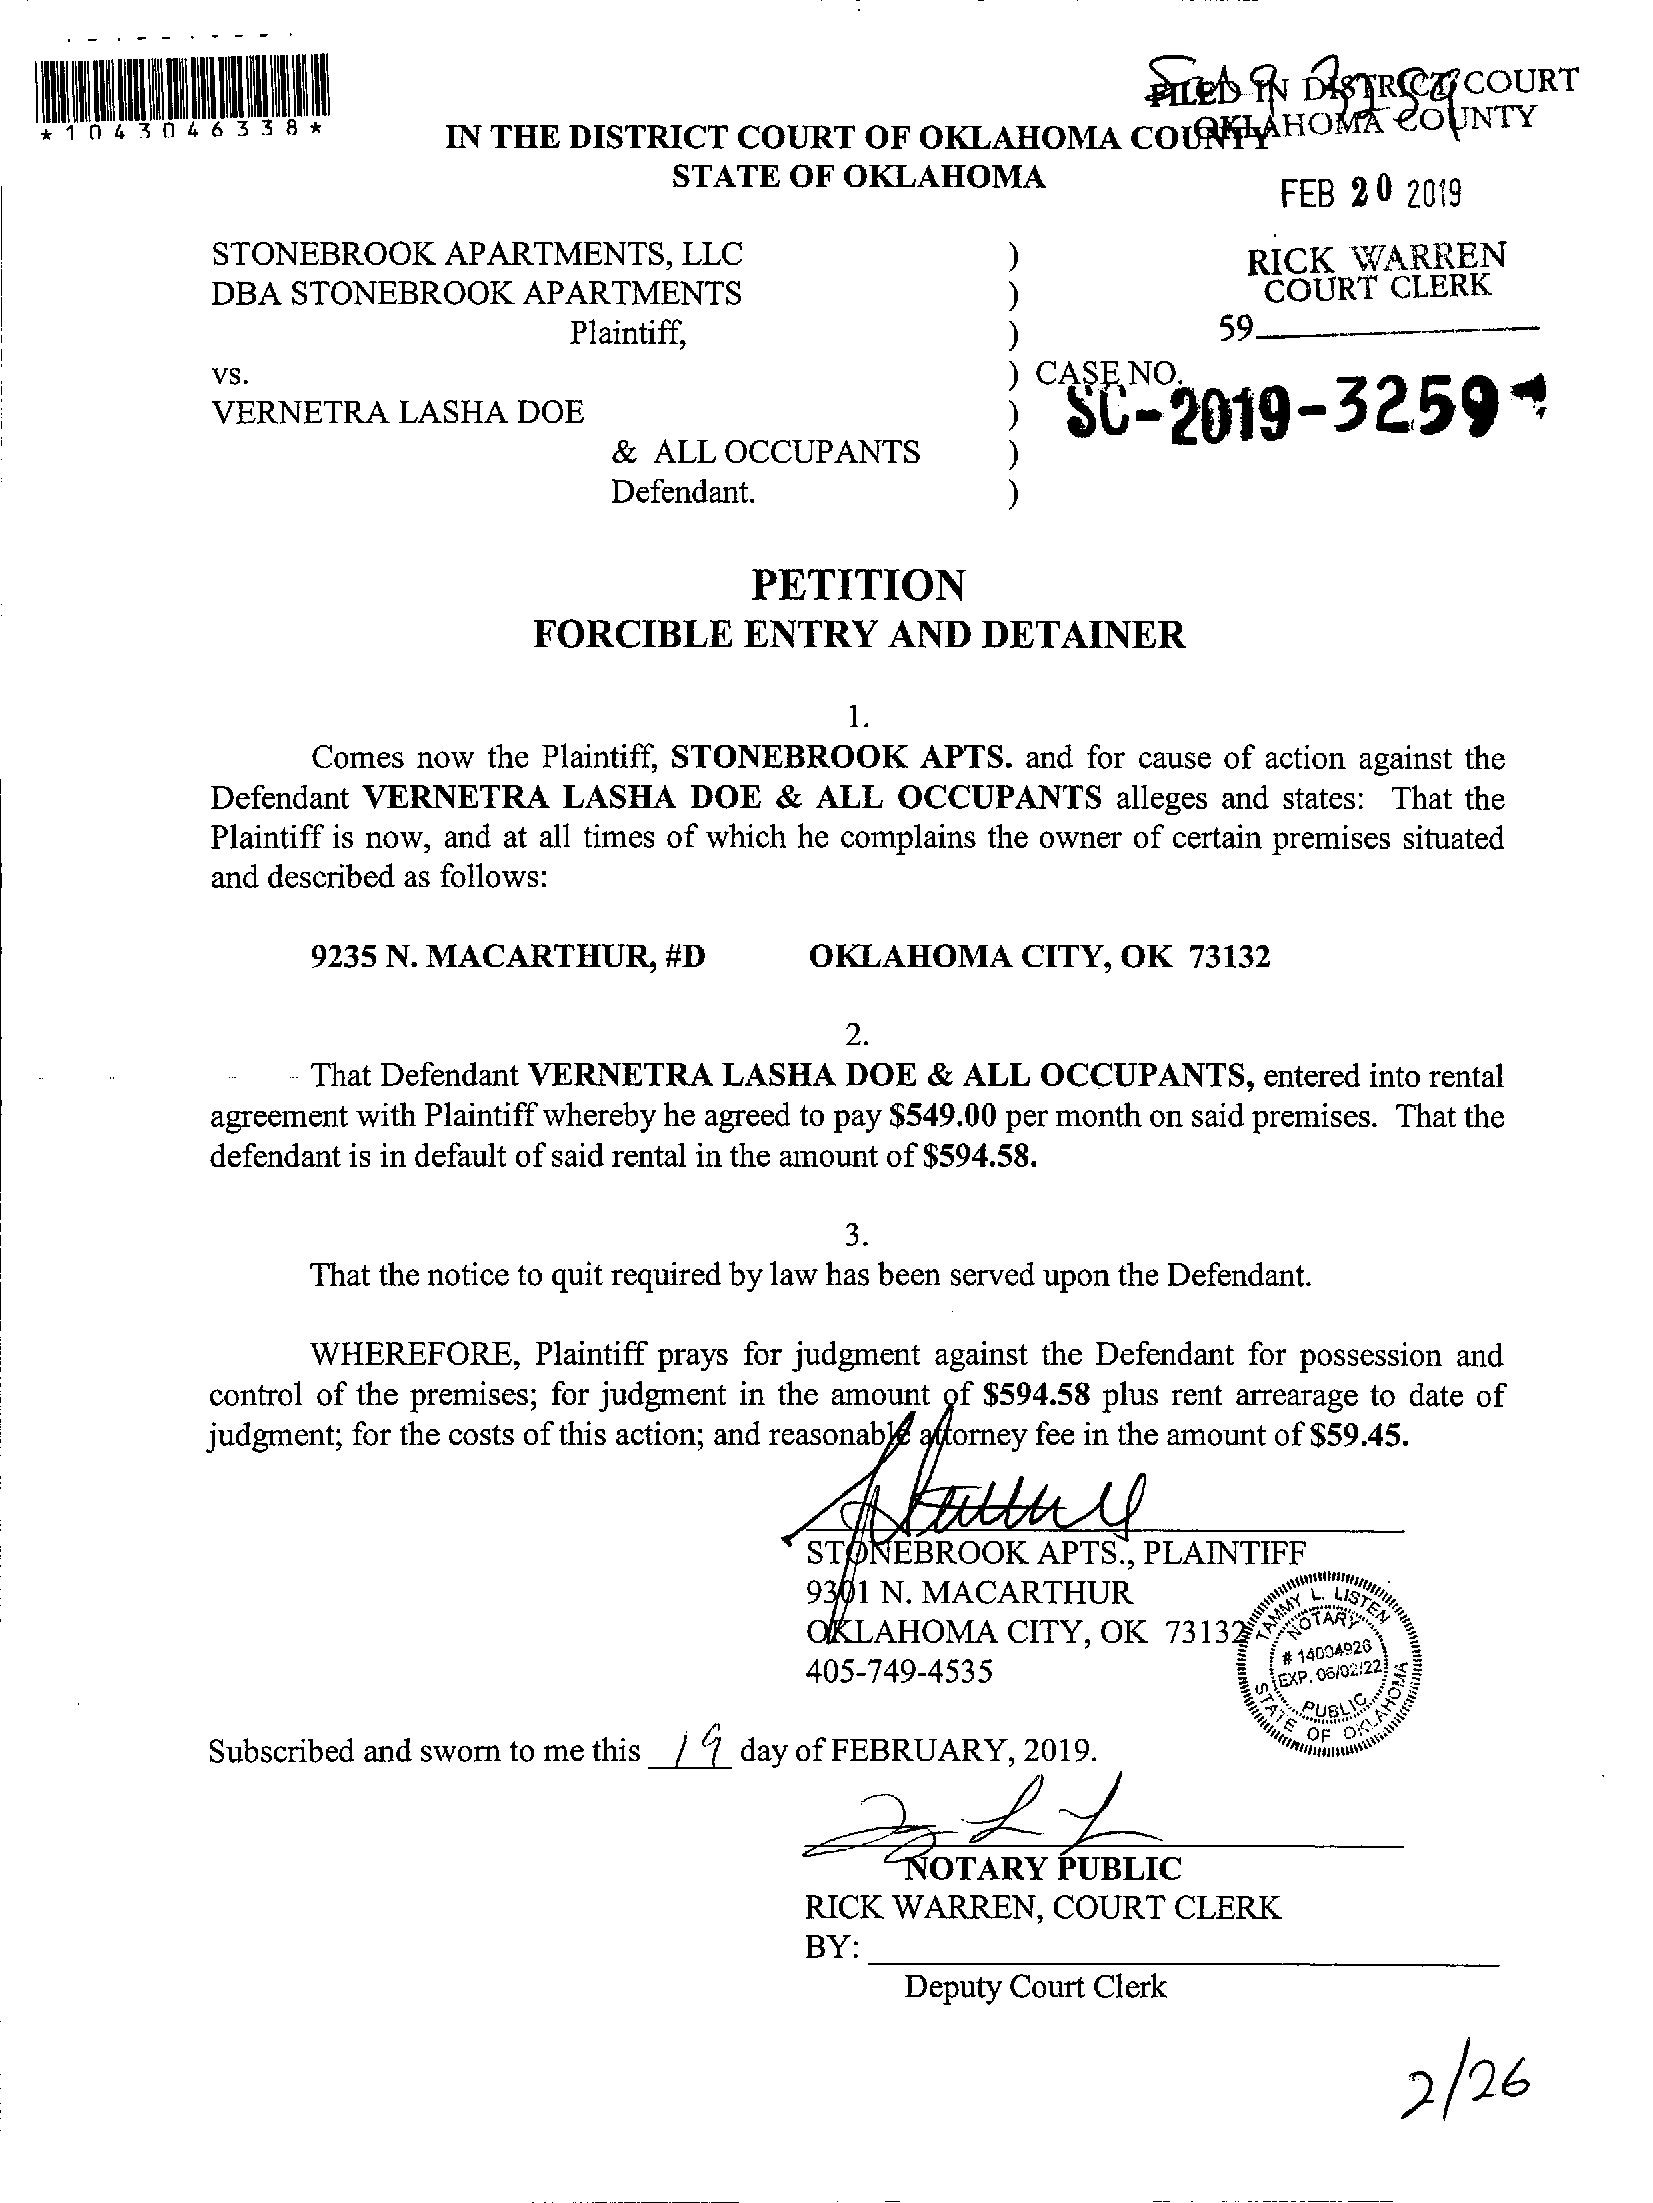 *1043046338*
FILED IN DISTRICT COURT
OKLAHOMA COUNTY
IN THE DISTRICT COURT OF OKLAHOMA COUNTY
STATE OF OKLAHOMA
FEB 20 2019
STONEBROOK APARTMENTS, LLC )
RICK WARREN
DBA STONEBROOK APARTMENTS )
COURT CLERK
Plaintiff, )
59
vs. ) CASE NO.
SC-2019-3259
VERNETRA LASHA DOE )
& ALL OCCUPANTS )
Defendant. )
PETITION
FORCIBLE ENTRY AND DETAINER
1.
Comes now the Plaintiff, STONEBROOK APTS. and for cause of action against the
Defendant VERNETRA LASHA DOE & ALL OCCUPANTS alleges and states: That the
Plaintiff is now, and at all times of which he complains the owner of certain premises situated
and described as follows:
9235 N. MACARTHUR, #D OKLAHOMA CITY, OK 73132
2.
That Defendant VERNETRA LASHA DOE & ALL OCCUPANTS, entered into rental
agreement with Plaintiff whereby he agreed to pay $549.00 per month on said premises. That the
defendant is in default of said rental in the amount of $594.58.
3.
That the notice to quit required by law has been served upon the Defendant.
WHEREFORE, Plaintiff prays for judgment against the Defendant for possession and
control of the premises; for judgment in the amount of $594.58 plus rent arrearage to date of
judgment; for the costs of this action; and reasonable attorney fee in the amount of $59.45.
STONEBROOK APTS., PLAINTIFF
9301 N. MACARTHUR
OKLAHOMA CITY, OK 73132
405-749-4535
TAMMY L. LISTEN
NOTARY
# 14004926
EXP. 06/02/22
PUBLIC
STATE OF OKLAHOMA
Subscribed and sworn to me this 19 day of FEBRUARY, 2019.
NOTARY PUBLIC
RICK WARREN, COURT CLERK
BY:
Deputy Court Clerk
2/26